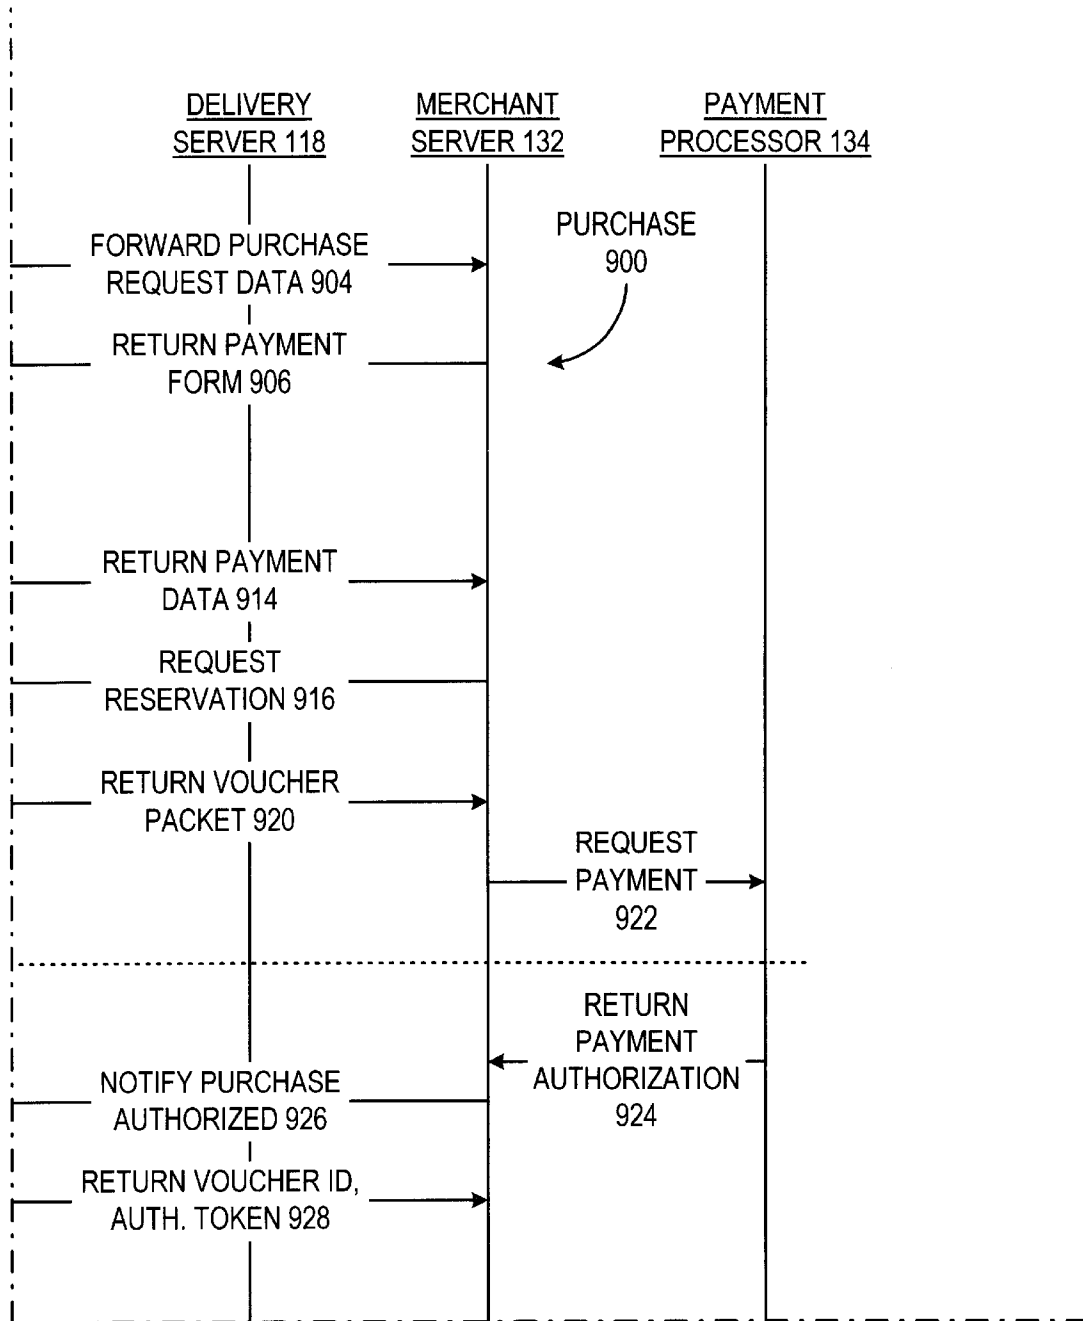 DELIVERY
SERVER 118
MERCHANT
SERVER 132
PAYMENT
PROCESSOR 134
PURCHASE
900
FORWARD PURCHASE
REQUEST DATA 904
RETURN PAYMENT
FORM 906
RETURN PAYMENT
DATA 914
REQUEST
RESERVATION 916
RETURN VOUCHER
PACKET 920
REQUEST
PAYMENT
922
RETURN
PAYMENT
AUTHORIZATION
924
NOTIFY PURCHASE
AUTHORIZED 926
RETURN VOUCHER ID,
AUTH. TOKEN 928